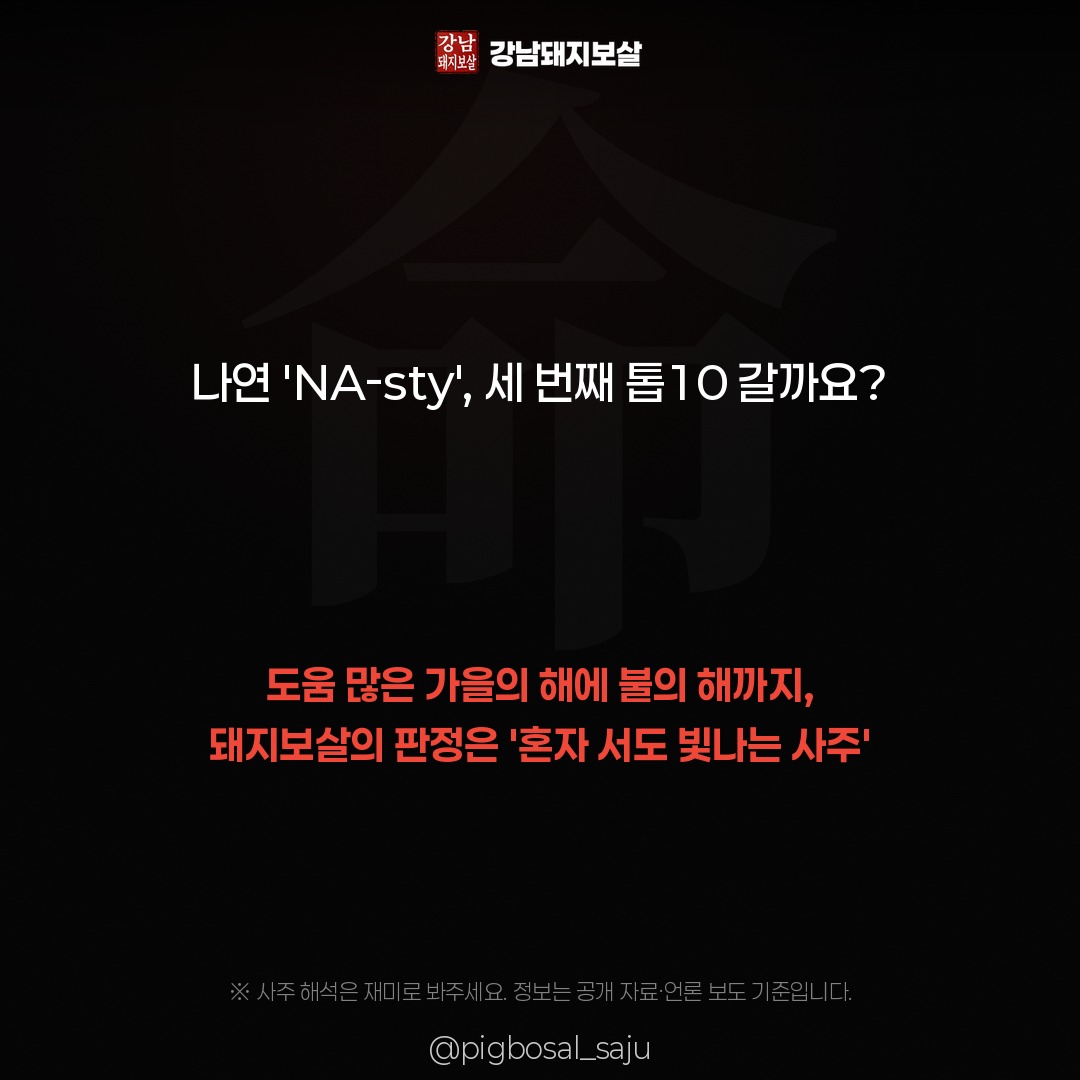 강남
돼지보살
강남돼지보살
命
나연 'NA-sty', 세 번째 톱10 갈까요?
도움 많은 가을의 해에 불의 해까지,
돼지보살의 판정은 '혼자 서도 빛나는 사주'
※ 사주 해석은 재미로 봐주세요. 정보는 공개 자료·언론 보도 기준입니다.
@pigbosal_saju